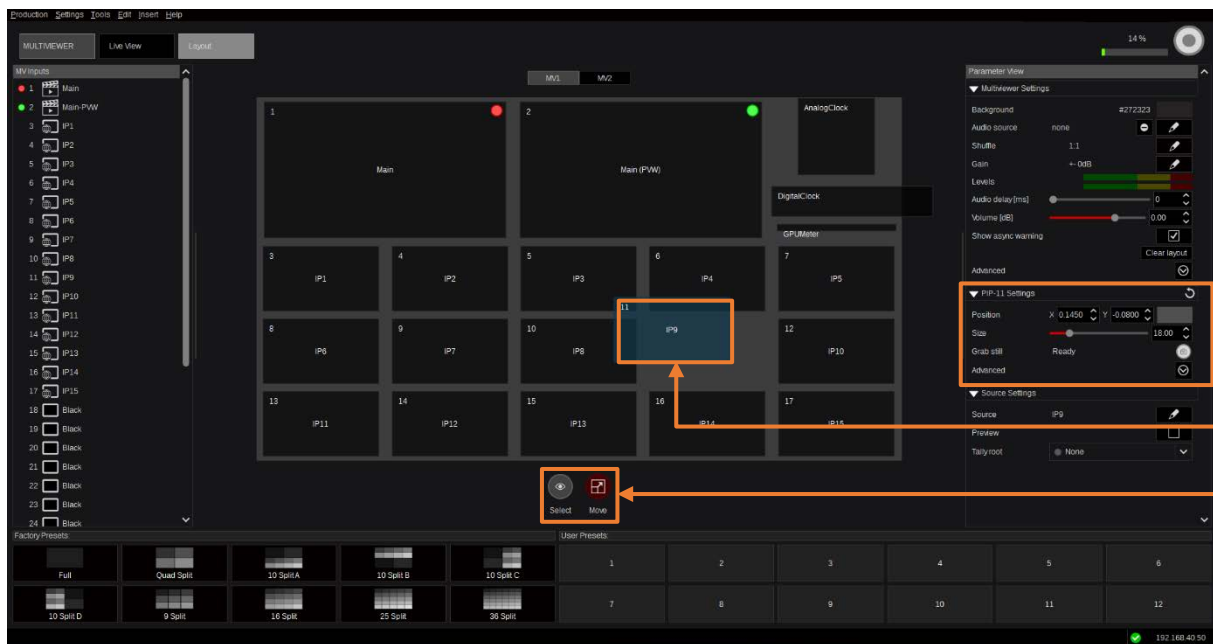 Production Settings Tools Edit Insert Help
MULTIVIEWER Live View Layout
14 %
MV Inputs
1 Main
2 Main-PVW
3 IP1
4 IP2
5 IP3
6 IP4
7 IP5
8 IP6
9 IP7
10 IP8
11 IP9
12 IP10
13 IP11
14 IP12
15 IP13
16 IP14
17 IP15
18 Black
19 Black
20 Black
21 Black
22 Black
23 Black
24 Black
MV1 MV2
1 Main
2 Main (PVW)
AnalogClock
DigitalClock
GPUMeter
3 IP1
4 IP2
5 IP3
6 IP4
7 IP5
8 IP6
9 IP7
10 IP8
11 IP9
12 IP10
13 IP11
14 IP12
15 IP13
16 IP14
17 IP15
Select Move
Parameter View
Multiviewer Settings
Background #272323
Audio source none
Shuffle 1:1
Gain +- 0dB
Levels
Audio delay [ms] 0
Volume [dB] 0.00
Show async warning
Clear layout
Advanced
PIP-11 Settings
Position X 0.1450 Y -0.0800
Size 18.00
Grab still Ready
Advanced
Source Settings
Source IP9
Preview
Tally root None
Factory Presets:
Full Quad Split 10 Split A 10 Split B 10 Split C
10 Split D 9 Split 16 Split 25 Split 36 Split
User Presets:
1 2 3 4 5 6
7 8 9 10 11 12
192.168.40.50